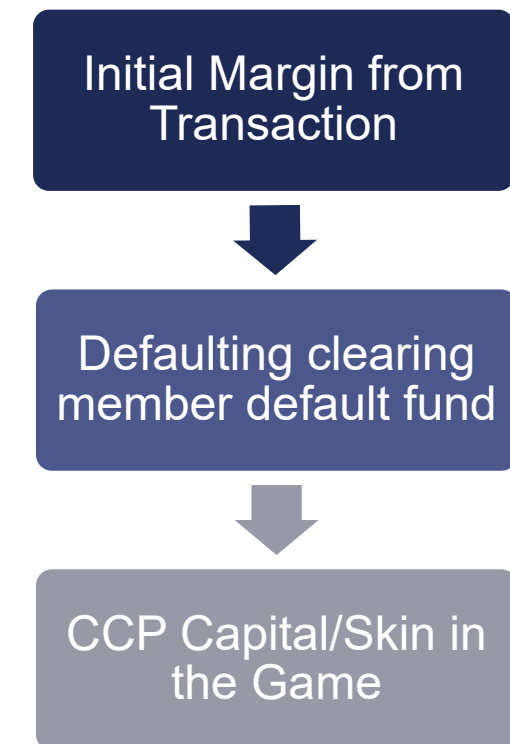 Initial Margin from
Transaction
Defaulting clearing
member default fund
CCP Capital/Skin in
the Game